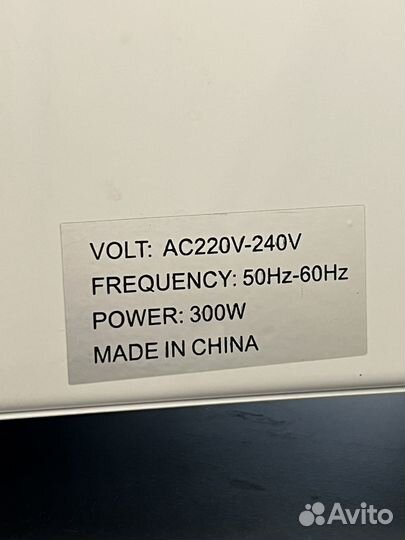 VOLT: AC220V-240V
FREQUENCY: 50Hz-60Hz
POWER: 300W
MADE IN CHINA
Avito